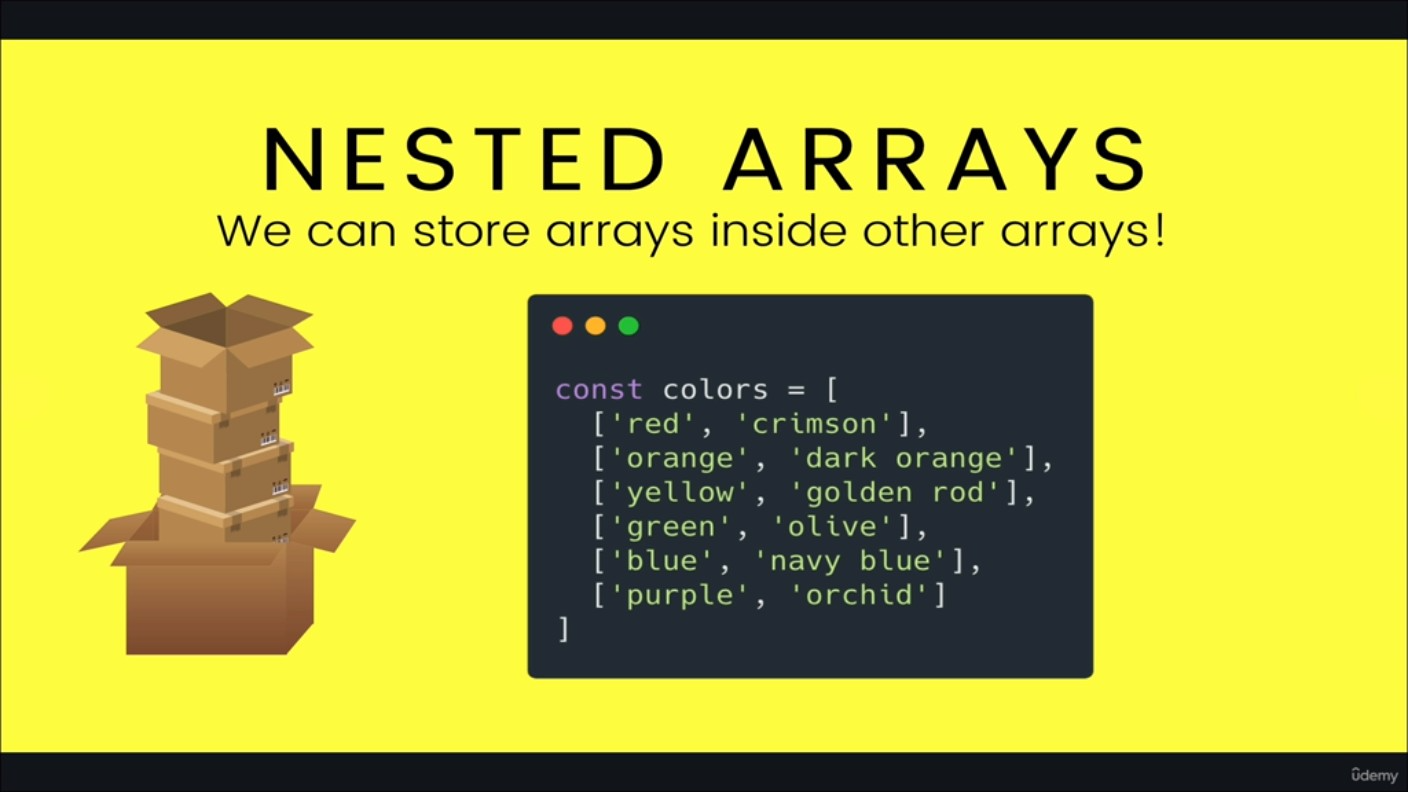 NESTED ARRAYS
We can store arrays inside other arrays!
const colors = [
  ['red', 'crimson'],
  ['orange', 'dark orange'],
  ['yellow', 'golden rod'],
  ['green', 'olive'],
  ['blue', 'navy blue'],
  ['purple', 'orchid']
]
ûdemy